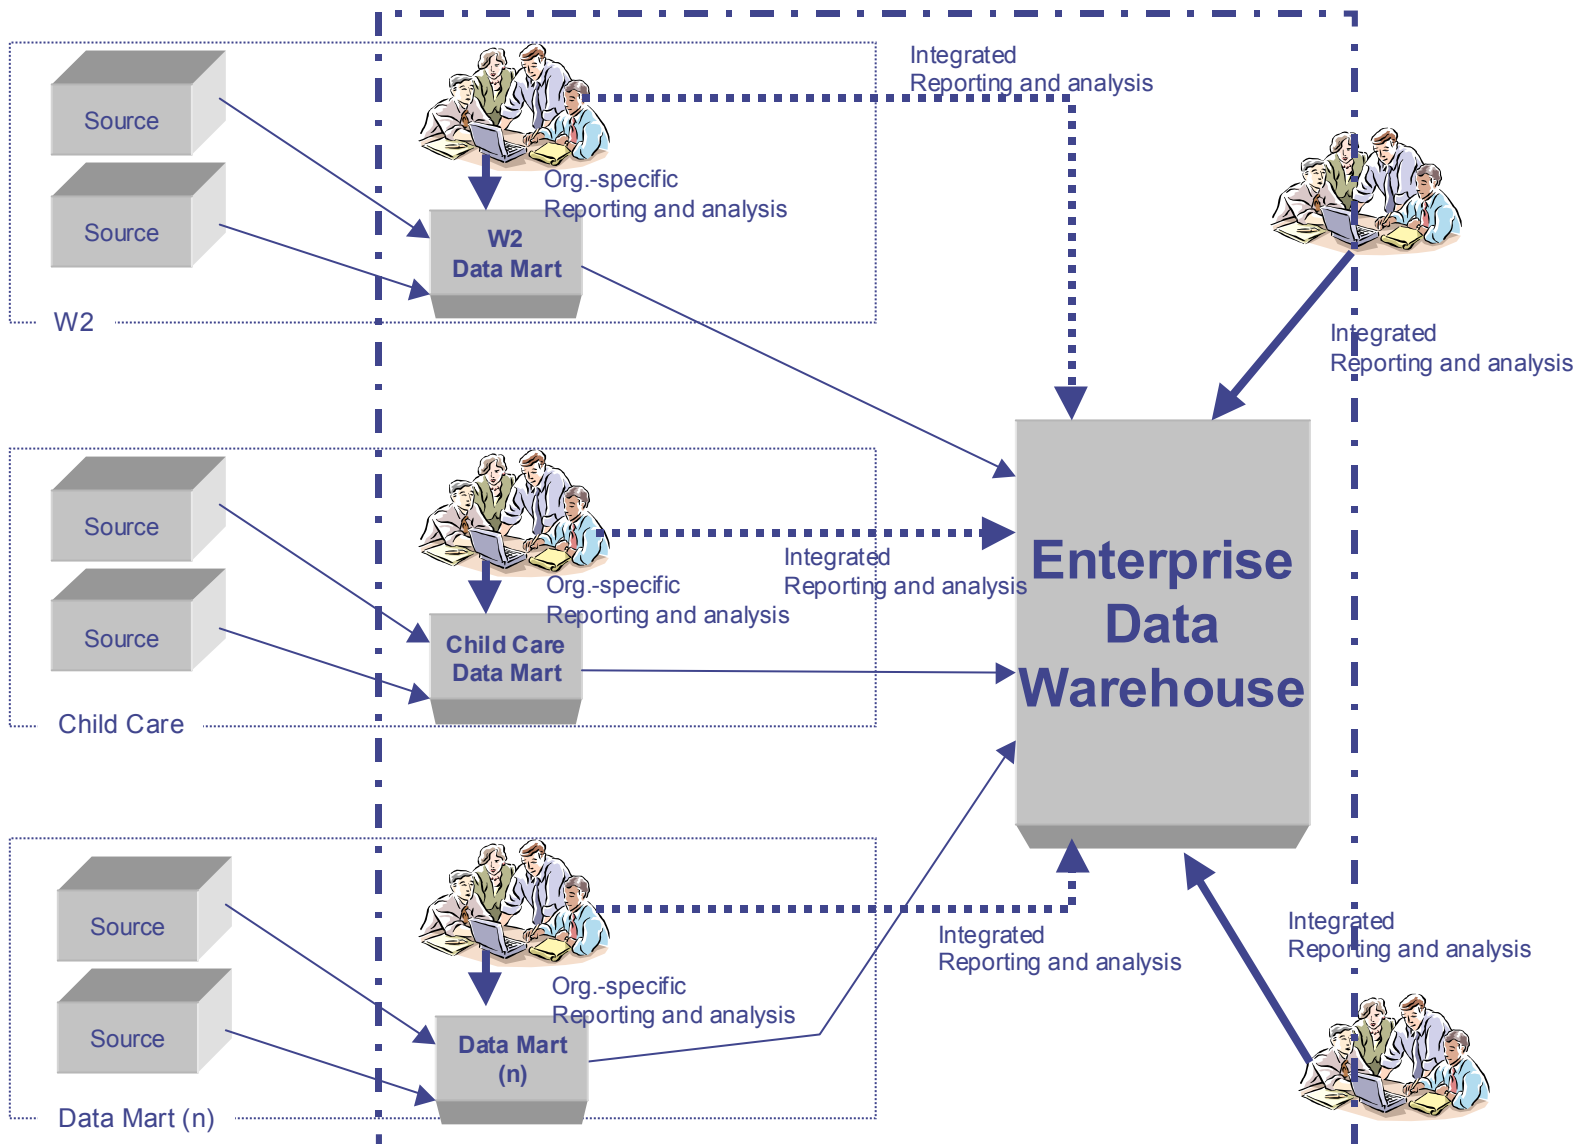 Integrated
Reporting and analysis
Source
Source
Org.-specific
Reporting and analysis
W2
Data Mart
W2
Integrated
Reporting and analysis
Source
Source
Integrated
Reporting and analysis
Org.-specific
Reporting and analysis
Child Care
Data Mart
Child Care
Enterprise
Data
Warehouse
Source
Source
Integrated
Reporting and analysis
Org.-specific
Reporting and analysis
Data Mart
(n)
Data Mart (n)
Integrated
Reporting and analysis